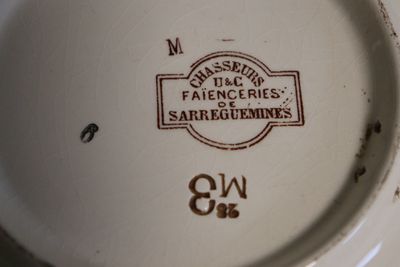 M
CHASSEURS
U&C
FAÏENCERIES
DE
SARREGUEMINES